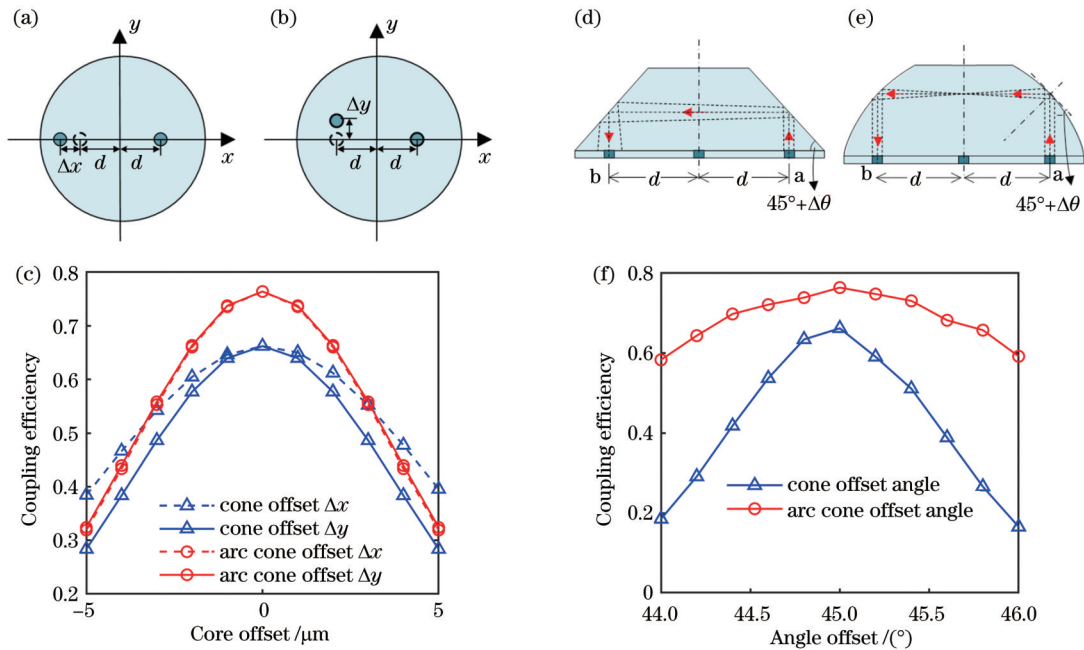 (a)
y
Δx
d
d
x
(b)
y
Δy
d
d
x
(d)
b
d
d
a
45°+Δθ
(e)
b
d
d
a
45°+Δθ
(c)
Coupling efficiency
0.8
0.7
0.6
0.5
0.4
0.3
0.2
−5
0
5
Core offset /μm
cone offset Δx
cone offset Δy
arc cone offset Δx
arc cone offset Δy
(f)
Coupling efficiency
0.8
0.6
0.4
0.2
0
44.0
44.5
45.0
45.5
46.0
Angle offset /(°)
cone offset angle
arc cone offset angle